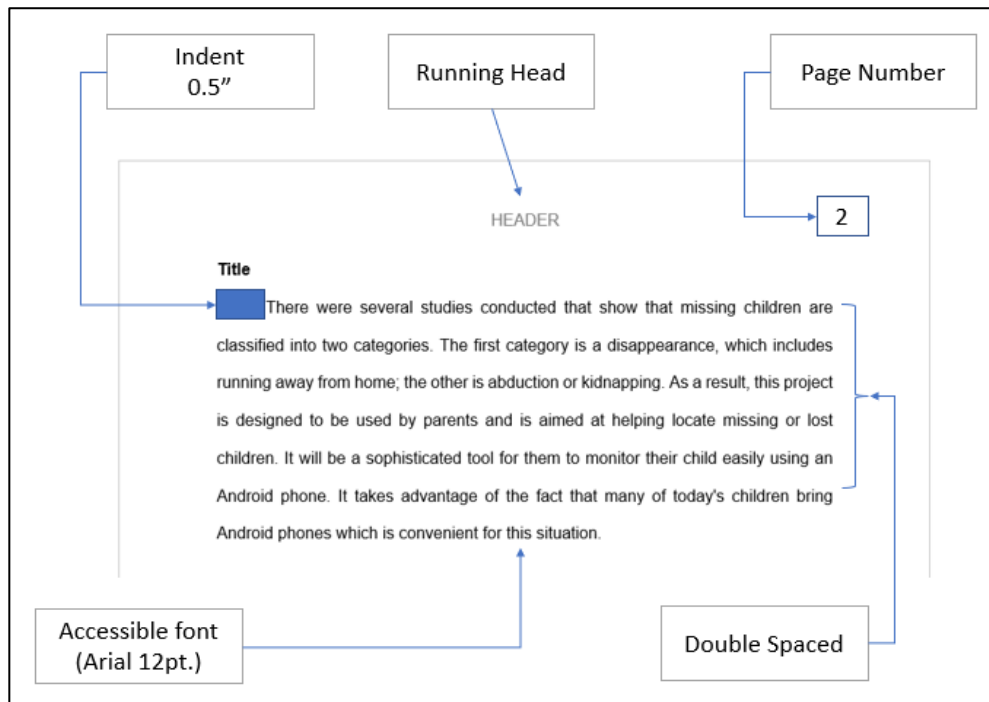 Indent
0.5”
Running Head
Page Number
HEADER
2
Title
There were several studies conducted that show that missing children are
classified into two categories. The first category is a disappearance, which includes
running away from home; the other is abduction or kidnapping. As a result, this project
is designed to be used by parents and is aimed at helping locate missing or lost
children. It will be a sophisticated tool for them to monitor their child easily using an
Android phone. It takes advantage of the fact that many of today's children bring
Android phones which is convenient for this situation.
Accessible font
(Arial 12pt.)
Double Spaced